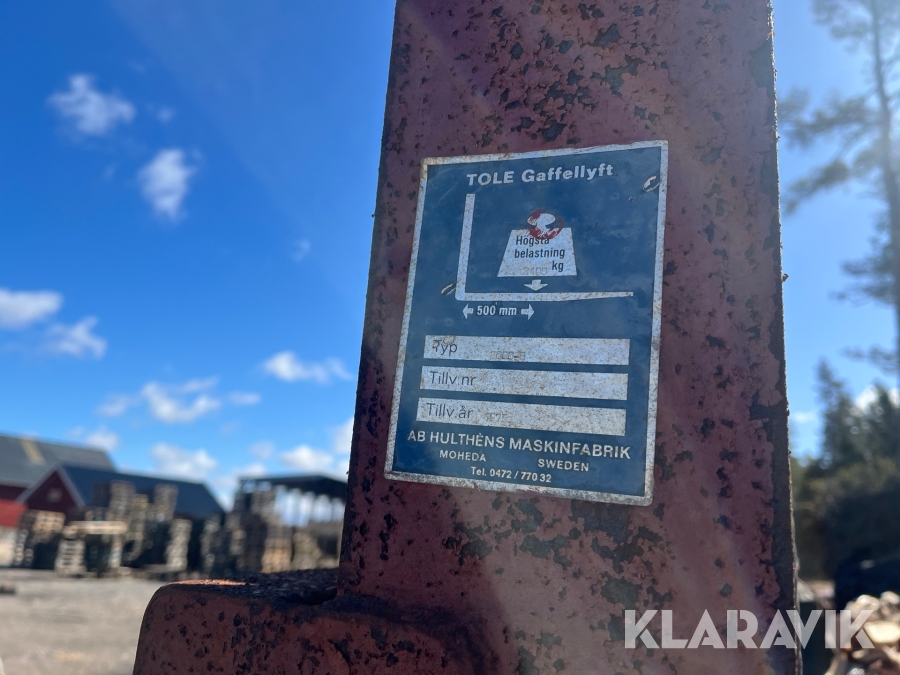 TOLE Gaffellyft
Högsta
belastning
kg
500 mm
Typ
Tillv.nr
Tillv.år
AB HULTHÉNS MASKINFABRIK
MOHEDA SWEDEN
Tel. 0472/770 32
KLARAVIK